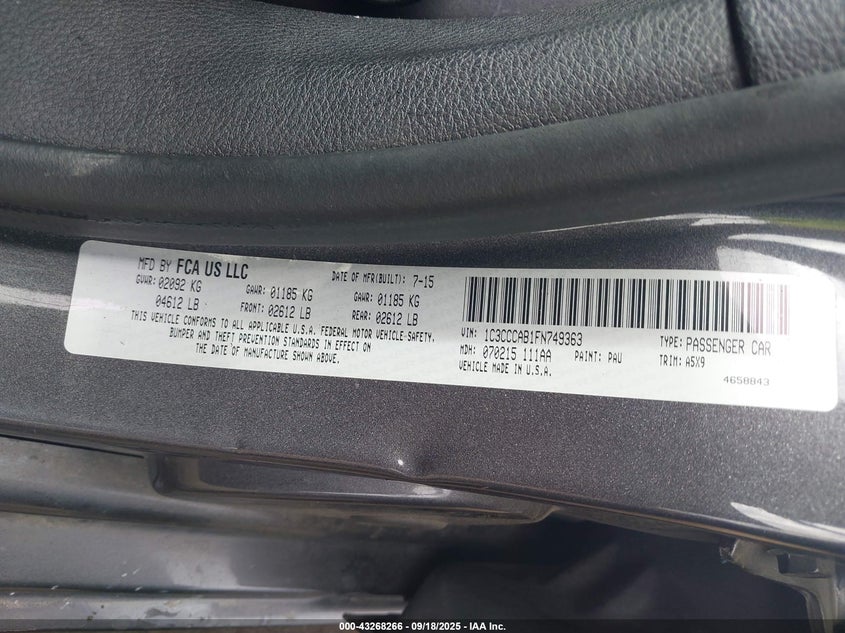 MFD BY FCA US LLC
DATE OF MFR(BUILT): 7-15
GVWR: 02092 KG
04612 LB
GAWR: 01185 KG
FRONT: 02612 LB
GAWR: 01185 KG
REAR: 02612 LB
THIS VEHICLE CONFORMS TO ALL APPLICABLE U.S.A. FEDERAL MOTOR VEHICLE SAFETY,
BUMPER AND THEFT PREVENTION STANDARDS IN EFFECT ON
THE DATE OF MANUFACTURE SHOWN ABOVE.
VIN: 1C3CCCAB1FN749363
TYPE: PASSENGER CAR
MDH: 070215 111AA
PAINT: PAU
TRIM: A5X9
VEHICLE MADE IN U.S.A.
4658843
000-43268266 - 09/18/2025 - IAA Inc.